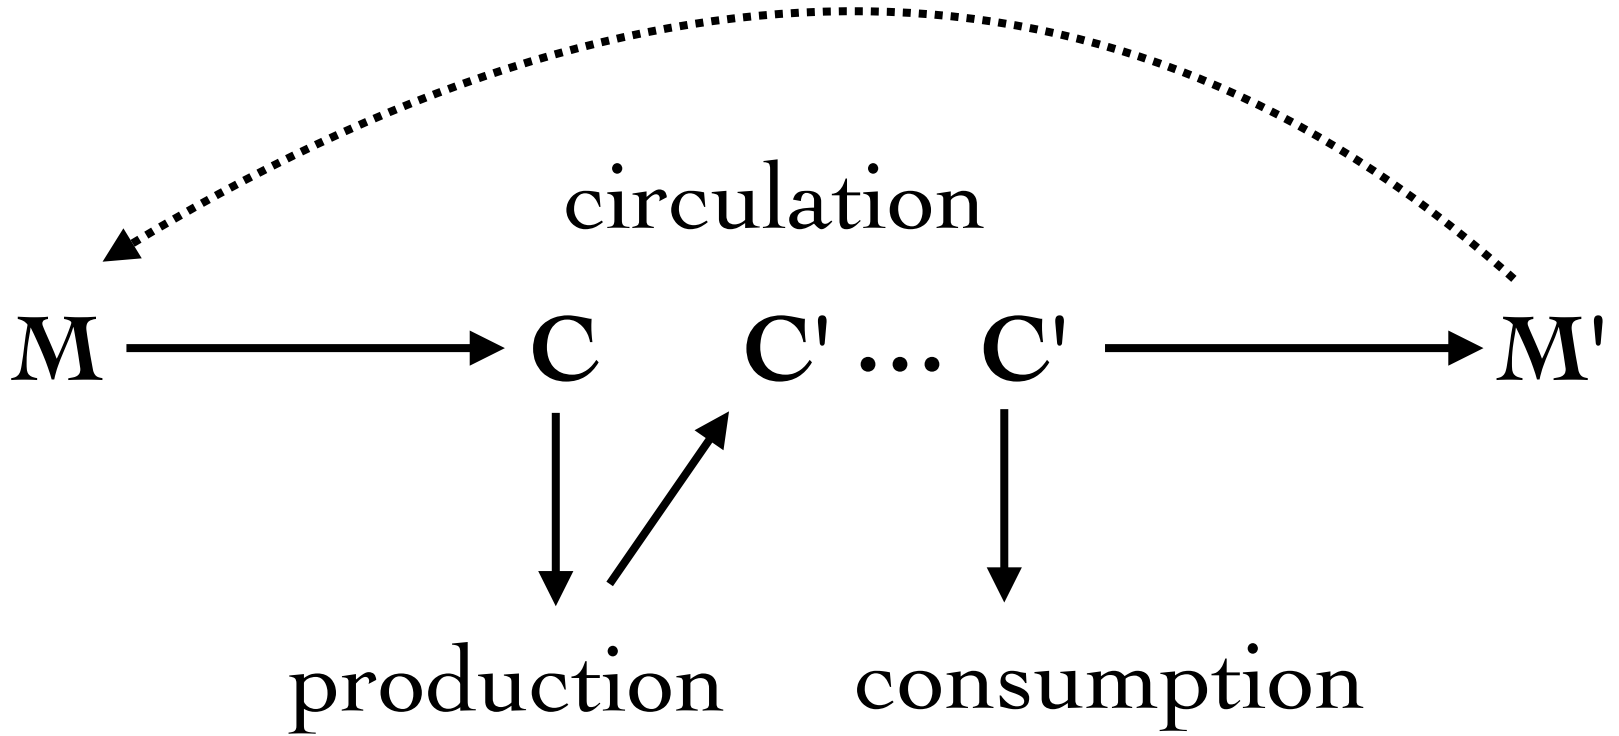 circulation
M C C' ... C' M'
production consumption